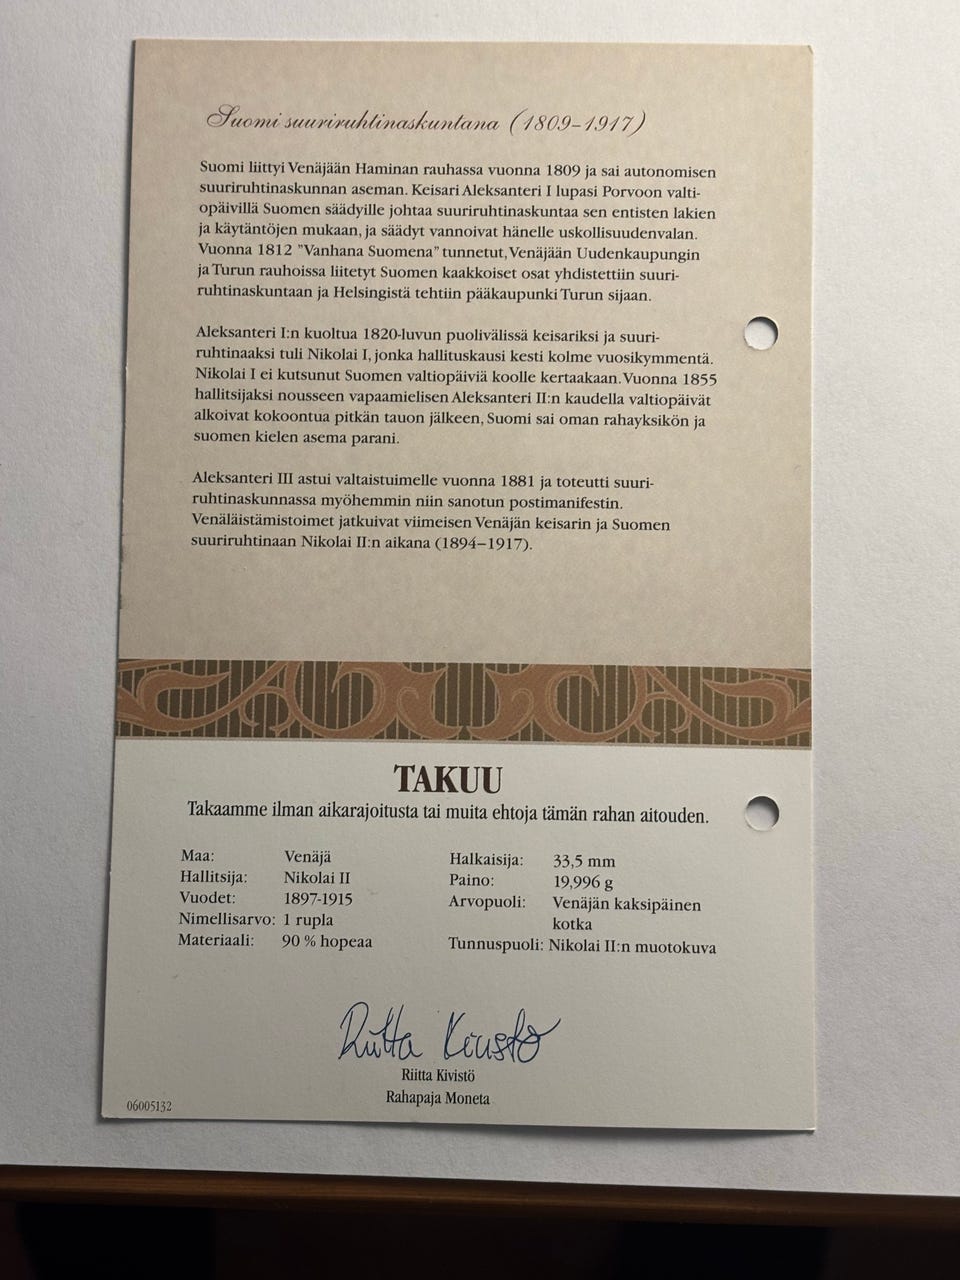 Suomi suuriruhtinaskuntana (1809–1917)
Suomi liittyi Venäjään Haminan rauhassa vuonna 1809 ja sai autonomisen
suuriruhtinaskunnan aseman. Keisari Aleksanteri I lupasi Porvoon valti-
opäivillä Suomen säädyille johtaa suuriruhtinaskuntaa sen entisten lakien
ja käytäntöjen mukaan, ja säädyt vannoivat hänelle uskollisuudenvalan.
Vuonna 1812 ”Vanhana Suomena” tunnetut, Venäjään Uudenkaupungin
ja Turun rauhoissa liitetyt Suomen kaakkoiset osat yhdistettiin suuri-
ruhtinaskuntaan ja Helsingistä tehtiin pääkaupunki Turun sijaan.
Aleksanteri I:n kuoltua 1820-luvun puolivälissä keisariksi ja suuri-
ruhtinaaksi tuli Nikolai I, jonka hallituskausi kesti kolme vuosikymmentä.
Nikolai I ei kutsunut Suomen valtiopäiviä koolle kertaakaan. Vuonna 1855
hallitsijaksi nousseen vapaamielisen Aleksanteri II:n kaudella valtiopäivät
alkoivat kokoontua pitkän tauon jälkeen, Suomi sai oman rahayksikön ja
suomen kielen asema parani.
Aleksanteri III astui valtaistuimelle vuonna 1881 ja toteutti suuri-
ruhtinaskunnassa myöhemmin niin sanotun postimanifestin.
Venäläistämistoimet jatkuivat viimeisen Venäjän keisarin ja Suomen
suuriruhtinaan Nikolai II:n aikana (1894–1917).
TAKUU
Takaamme ilman aikarajoitusta tai muita ehtoja tämän rahan aitouden.
Maa: Venäjä
Hallitsija: Nikolai II
Vuodet: 1897-1915
Nimellisarvo: 1 rupla
Materiaali: 90 % hopeaa
Halkaisija: 33,5 mm
Paino: 19,996 g
Arvopuoli: Venäjän kaksipäinen
kotka
Tunnuspuoli: Nikolai II:n muotokuva
Riitta Kivistö
Riitta Kivistö
Rahapaja Moneta
06005132